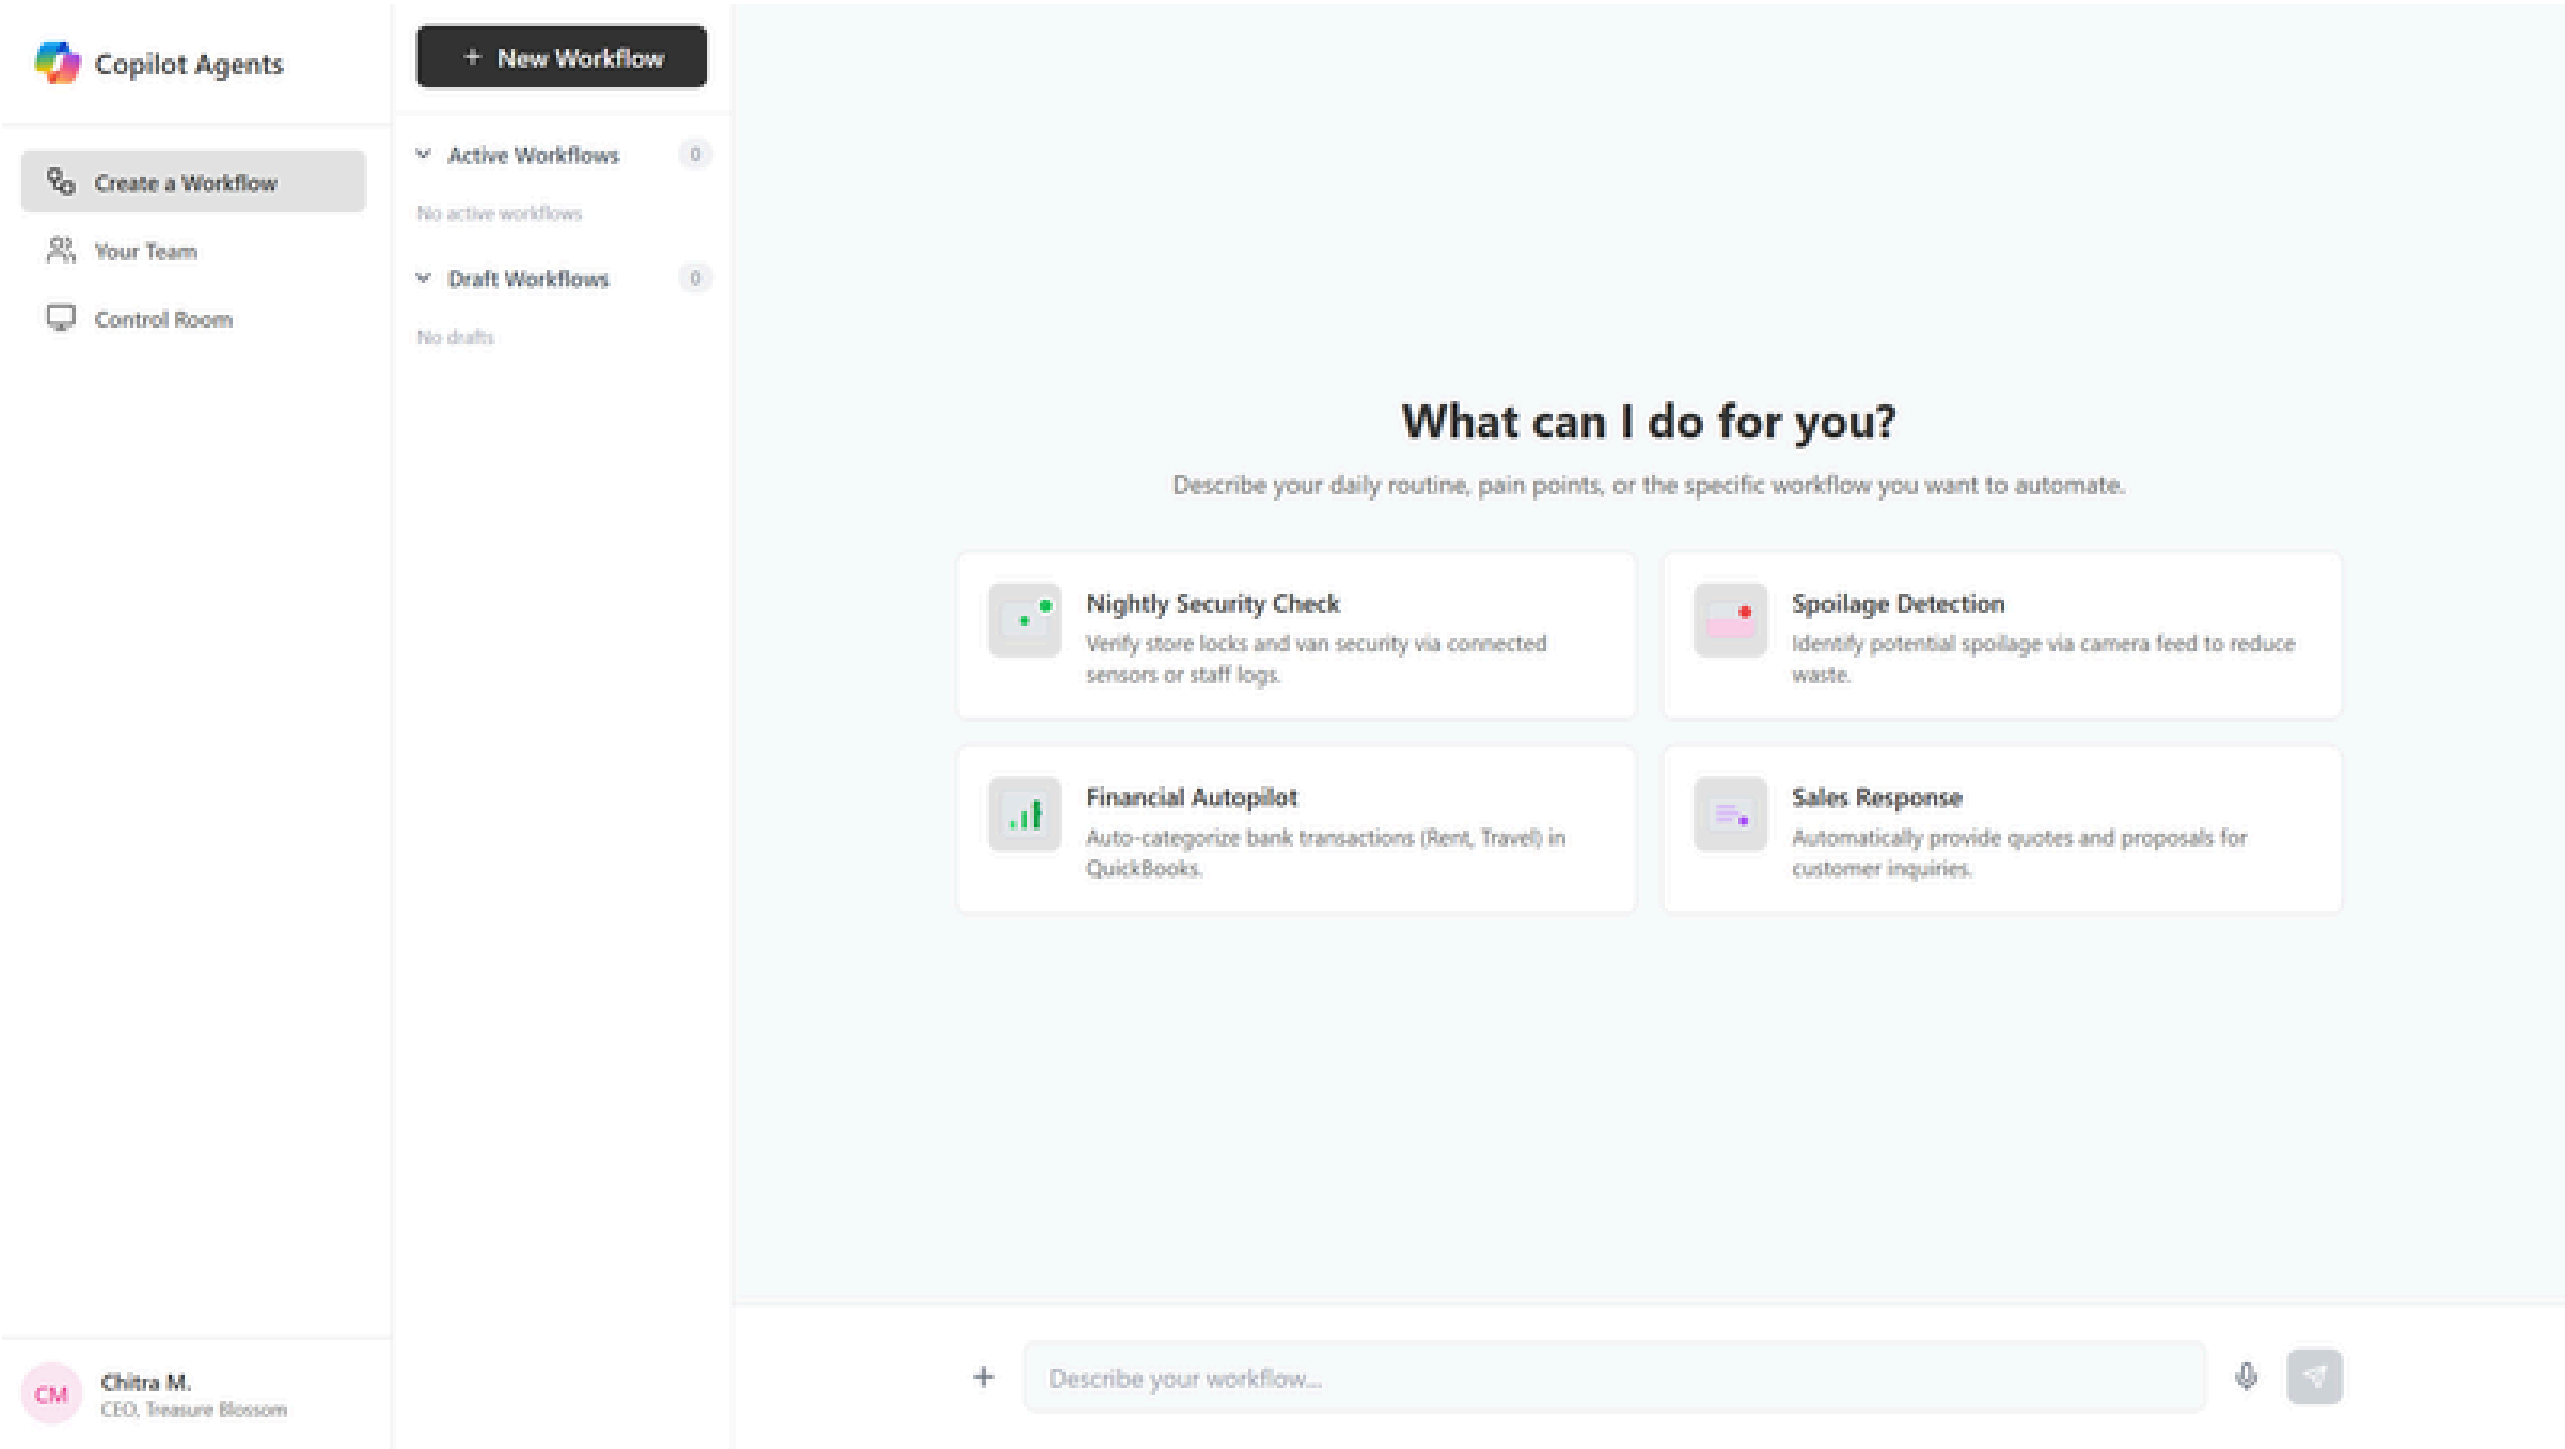 Copilot Agents
Create a Workflow
Your Team
Control Room
CM
Chitra M.
CEO, Treasure Blossom
+ New Workflow
Active Workflows 0
No active workflows
Draft Workflows 0
No drafts
What can I do for you?
Describe your daily routine, pain points, or the specific workflow you want to automate.
Nightly Security Check
Verify store locks and van security via connected
sensors or staff logs.
Spoilage Detection
Identify potential spoilage via camera feed to reduce
waste.
Financial Autopilot
Auto-categorize bank transactions (Rent, Travel) in
QuickBooks.
Sales Response
Automatically provide quotes and proposals for
customer inquiries.
Describe your workflow...